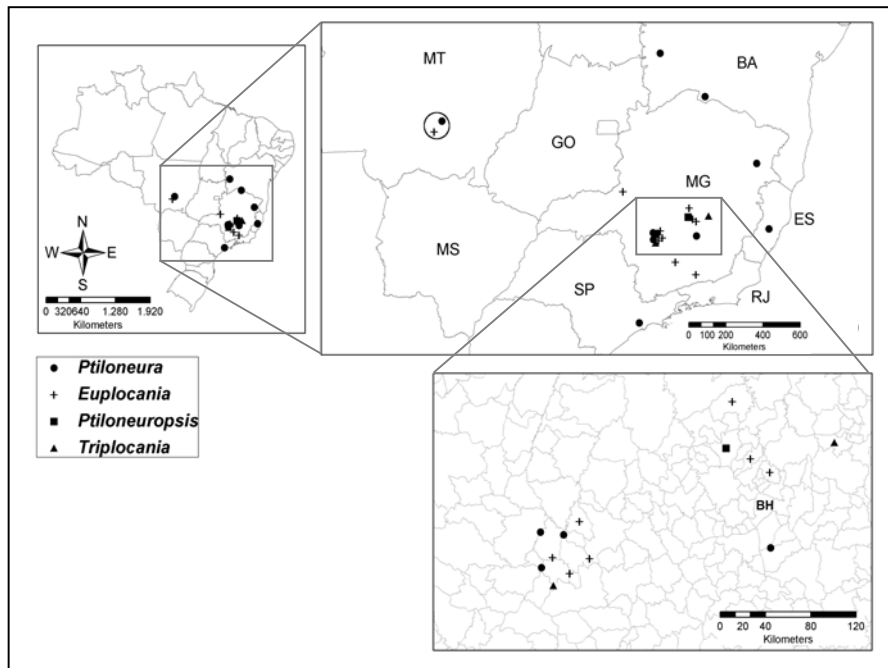 MT
BA
GO
MG
ES
MS
SP
RJ
N
W E
S
0 320640 1.280 1.920
Kilometers
0 100 200 400 600
Kilometers
Ptiloneura
Euplocania
Ptiloneuropsis
Triplocania
BH
0 20 40 80 120
Kilometers